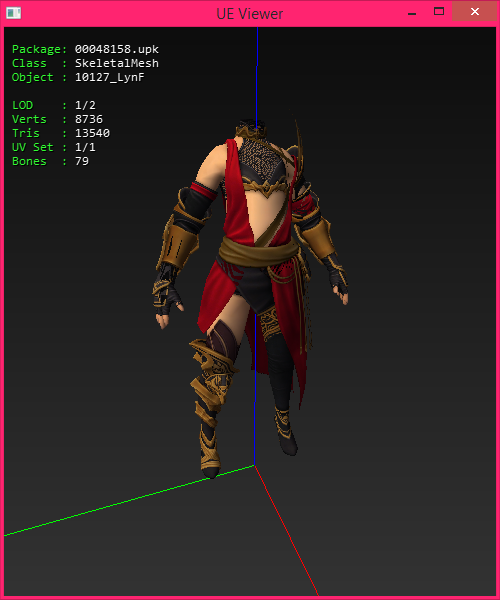 UE Viewer
Package: 00048158.upk
Class : SkeletalMesh
Object : 10127_LynF
LOD : 1/2
Verts : 8736
Tris : 13540
UV Set : 1/1
Bones : 79